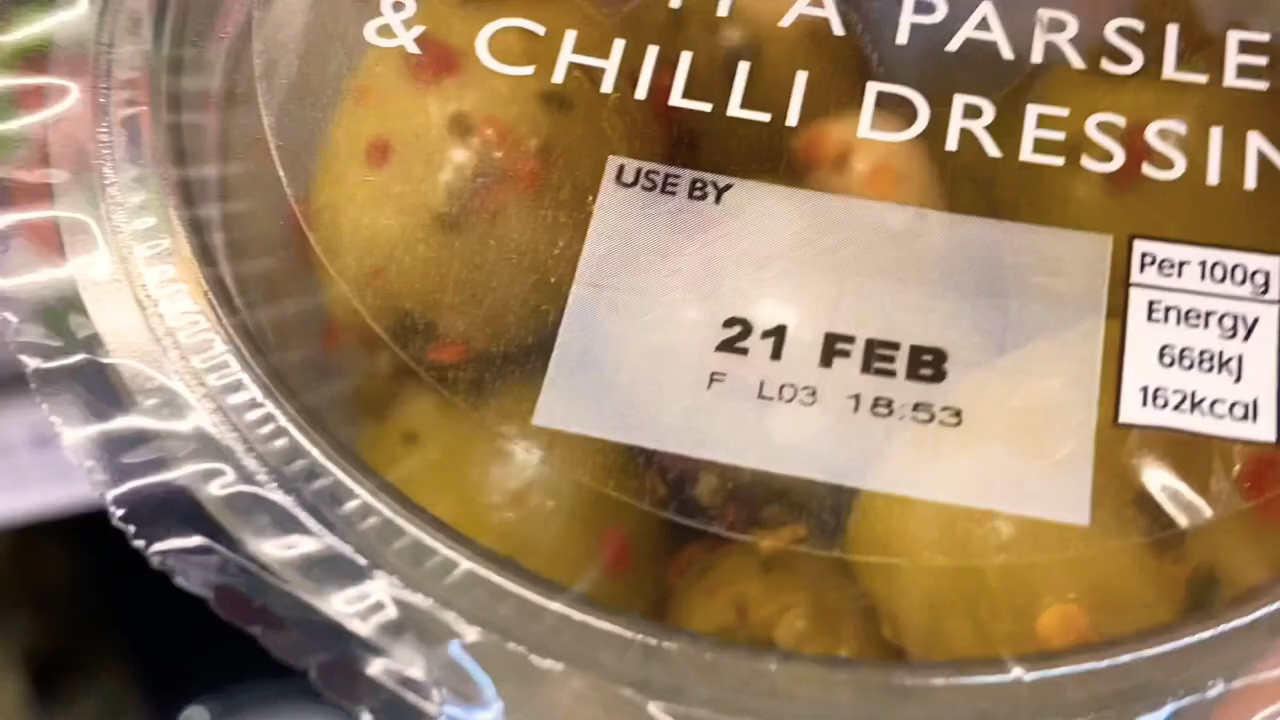 A PARSLE
& CHILLI DRESSIN
USE BY
21 FEB
F L03 18:53
Per 100g
Energy
668kJ
162kcal